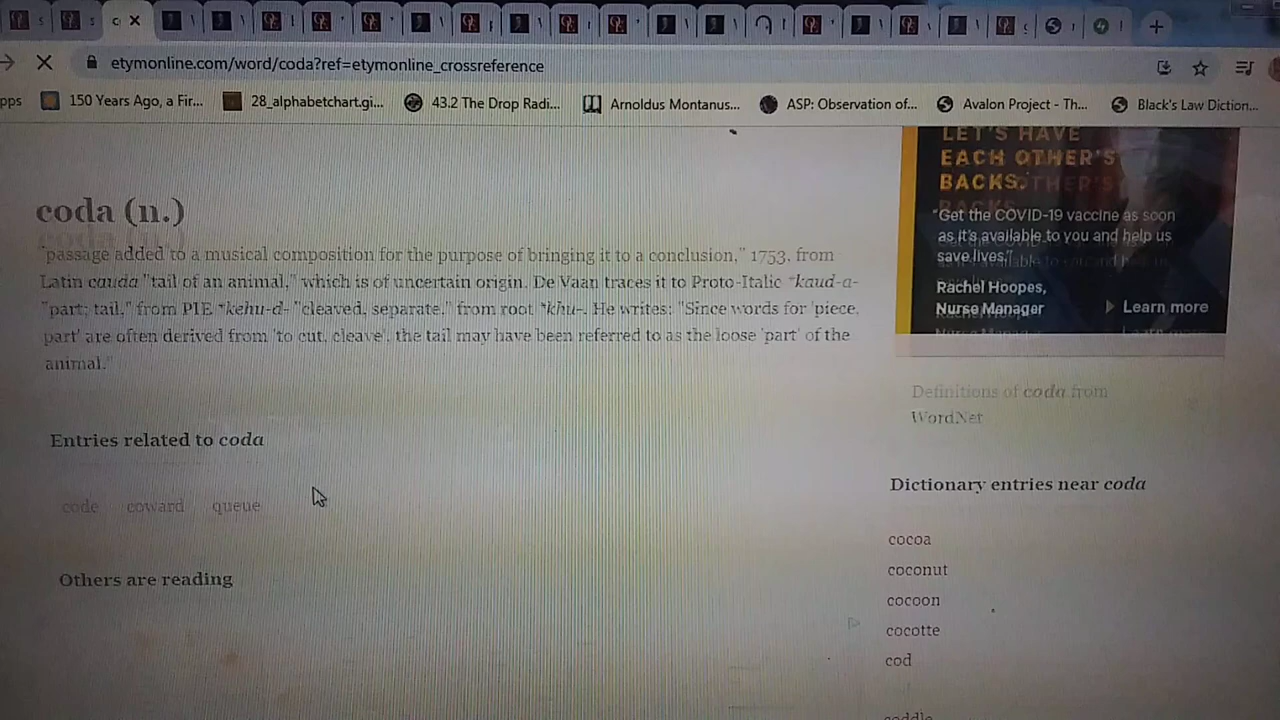 etymonline.com/word/coda?ref=etymonline_crossreference
pps 150 Years Ago, a Fir... 28_alphabetchart.gi... 43.2 The Drop Radi... Arnoldus Montanus... ASP: Observation of... Avalon Project - Th... Black's Law Diction...
LET'S HAVE
EACH OTHER'S
BACKS.
"Get the COVID-19 vaccine as soon
as it's available to you and help us
save lives."
Rachel Hoopes,
Nurse Manager
Learn more
coda (n.)
"passage added to a musical composition for the purpose of bringing it to a conclusion," 1753, from
Latin cauda "tail of an animal," which is of uncertain origin. De Vaan traces it to Proto-Italic *kaud-a-
"part; tail," from PIE *kehu-d- "cleaved, separate," from root *khu-. He writes: "Since words for 'piece,
part' are often derived from 'to cut, cleave', the tail may have been referred to as the loose 'part' of the
animal."
Entries related to coda
code coward queue
Others are reading
Definitions of coda from
WordNet
Dictionary entries near coda
cocoa
coconut
cocoon
cocotte
cod
coddle